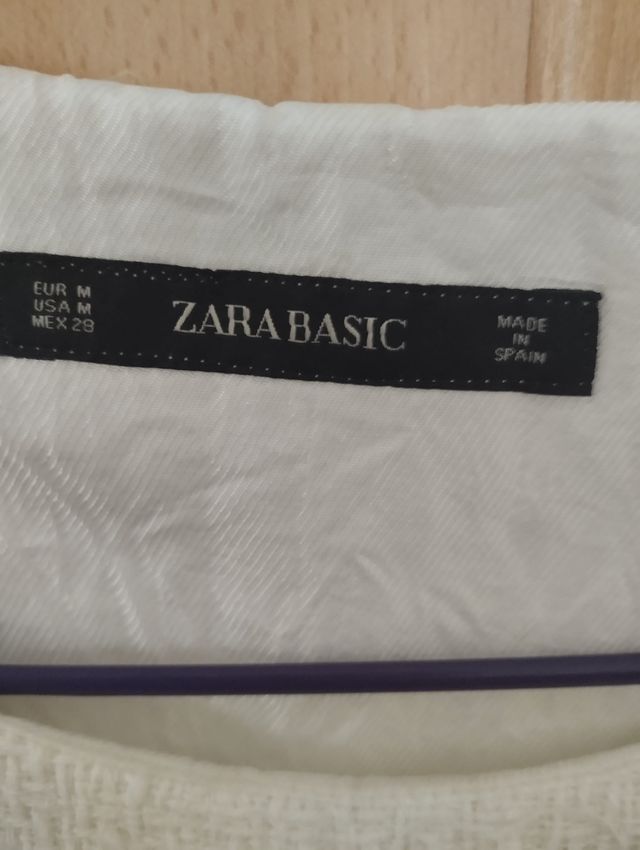 EUR M
USA M
MEX 28
ZARA BASIC
MADE
IN
SPAIN